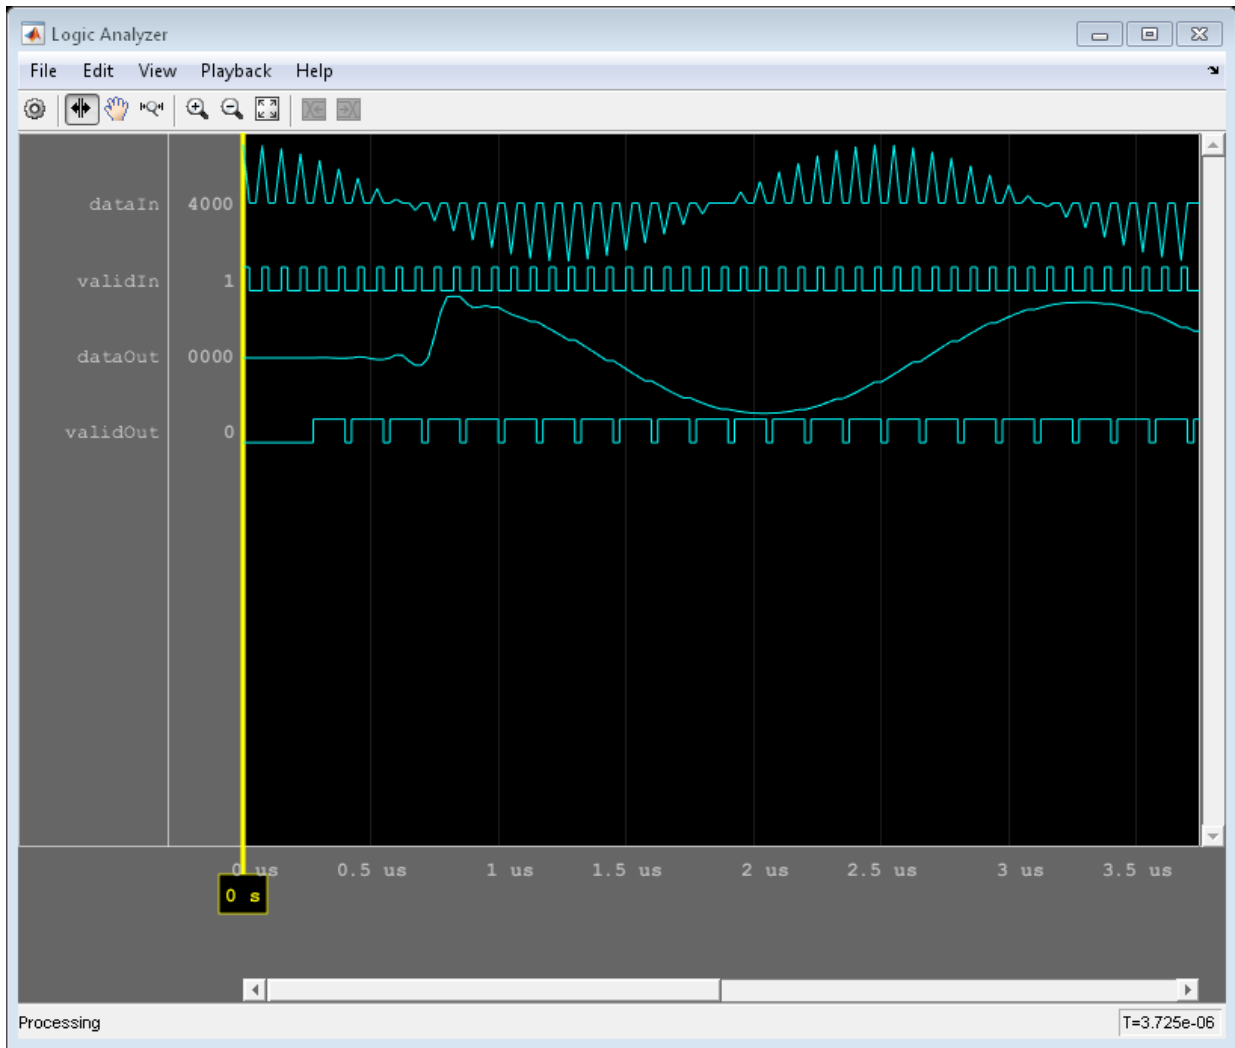 Logic Analyzer
File Edit View Playback Help
dataIn 4000
validIn 1
dataOut 0000
validOut 0
0 us 0.5 us 1 us 1.5 us 2 us 2.5 us 3 us 3.5 us
0 s
Processing T=3.725e-06